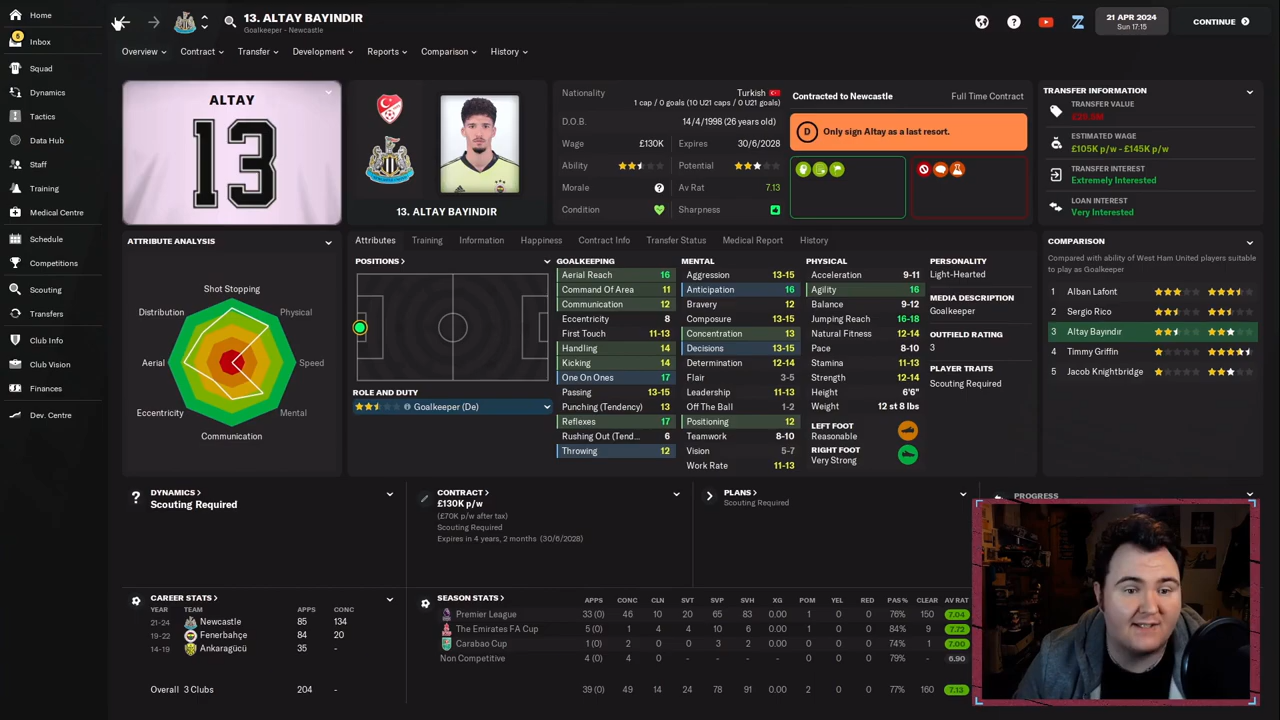 Home
5
Inbox
Squad
Dynamics
Tactics
Data Hub
Staff
Training
Medical Centre
Schedule
Competitions
Scouting
Transfers
Club Info
Club Vision
Finances
Dev. Centre
13. ALTAY BAYINDIR
Goalkeeper - Newcastle
21 APR 2024
Sun 17:15
CONTINUE
Overview
Contract
Transfer
Development
Reports
Comparison
History
ALTAY
13
13. ALTAY BAYINDIR
Nationality
Turkish
1 cap / 0 goals (10 U21 caps / 0 U21 goals)
D.O.B.
14/4/1998 (26 years old)
Wage £130K Expires 30/6/2028
Ability Potential
Morale ? Av Rat 7.13
Condition Sharpness
Contracted to Newcastle Full Time Contract
D Only sign Altay as a last resort.
TRANSFER INFORMATION
TRANSFER VALUE
ESTIMATED WAGE
£105K p/w - £145K p/w
TRANSFER INTEREST
Extremely Interested
LOAN INTEREST
Very Interested
ATTRIBUTE ANALYSIS
Shot Stopping
Physical
Speed
Mental
Communication
Eccentricity
Aerial
Distribution
Attributes
Training
Information
Happiness
Contract Info
Transfer Status
Medical Report
History
POSITIONS >
ROLE AND DUTY
Goalkeeper (De)
GOALKEEPING
Aerial Reach 16
Command Of Area 11
Communication 12
Eccentricity 8
First Touch 11-13
Handling 14
Kicking 14
One On Ones 17
Passing 13-15
Punching (Tendency) 13
Reflexes 17
Rushing Out (Tend... 6
Throwing 12
MENTAL
Aggression 13-15
Anticipation 16
Bravery 12
Composure 13-15
Concentration 13
Decisions 13-15
Determination 12-14
Flair 3-5
Leadership 11-13
Off The Ball 1-2
Positioning 12
Teamwork 8-10
Vision 5-7
Work Rate 11-13
PHYSICAL
Acceleration 9-11
Agility 16
Balance 9-12
Jumping Reach 16-18
Natural Fitness 12-14
Pace 8-10
Stamina 11-13
Strength 12-14
Height 6'6"
Weight 12 st 8 lbs
LEFT FOOT
Reasonable
RIGHT FOOT
Very Strong
PERSONALITY
Light-Hearted
MEDIA DESCRIPTION
Goalkeeper
OUTFIELD RATING
3
PLAYER TRAITS
Scouting Required
COMPARISON
Compared with ability of West Ham United players suitable
to play as Goalkeeper
1 Alban Lafont
2 Sergio Rico
3 Altay Bayındır
4 Timmy Griffin
5 Jacob Knightbridge
DYNAMICS >
Scouting Required
CONTRACT >
£130K p/w
(£70K p/w after tax)
Scouting Required
Expires in 4 years, 2 months (30/6/2028)
PLANS >
Scouting Required
PROGRESS
CAREER STATS >
YEAR TEAM APPS CONC
21-24 Newcastle 85 134
19-22 Fenerbahçe 84 20
14-19 Ankaragücü 35 -
Overall 3 Clubs 204 -
SEASON STATS >
APPS CONC CLN SVT SVP SVH XG POM YEL RED PAS% CLEAR AV RAT
Premier League 33 (0) 46 10 20 65 83 0.00 1 0 0 76% 150 7.04
The Emirates FA Cup 5 (0) 1 4 4 10 6 0.00 1 0 0 84% 9 7.72
Carabao Cup 1 (0) 2 0 - 3 2 0.00 0 0 0 74% 1 7.00
Non Competitive 4 (0) 4 0 - - - 0.00 0 0 0 79% - 6.90
39 (0) 49 14 24 78 91 0.00 2 0 0 77% 160 7.13